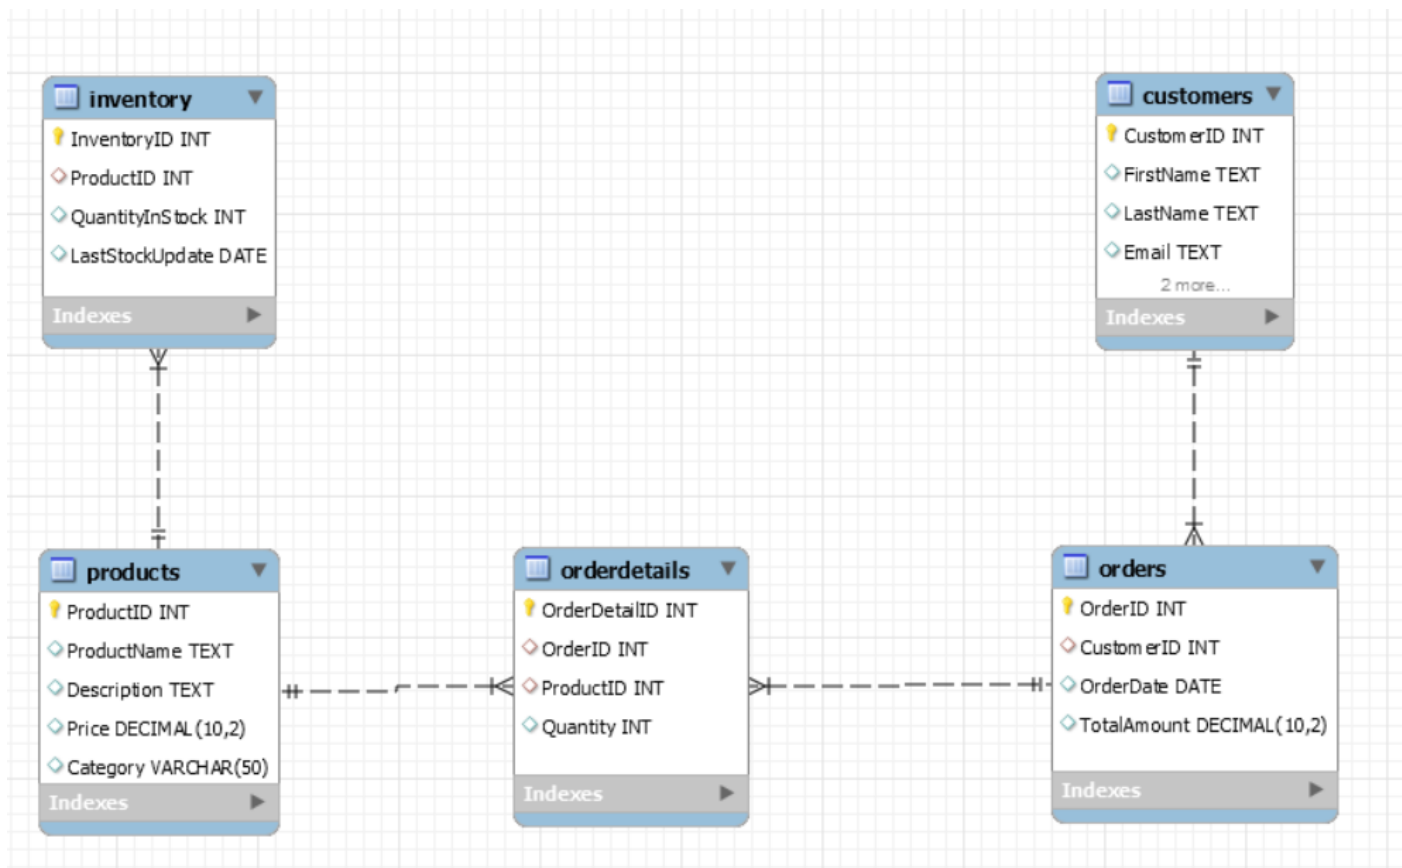 inventory
InventoryID INT
ProductID INT
QuantityInStock INT
LastStockUpdate DATE
Indexes
customers
CustomerID INT
FirstName TEXT
LastName TEXT
Email TEXT
2 more...
Indexes
products
ProductID INT
ProductName TEXT
Description TEXT
Price DECIMAL(10,2)
Category VARCHAR(50)
Indexes
orderdetails
OrderDetailID INT
OrderID INT
ProductID INT
Quantity INT
Indexes
orders
OrderID INT
CustomerID INT
OrderDate DATE
TotalAmount DECIMAL(10,2)
Indexes